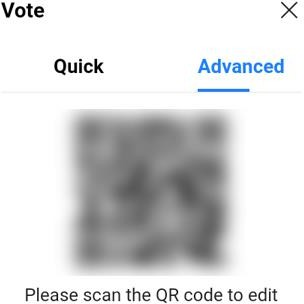 Vote
Quick
Advanced
Please scan the QR code to edit